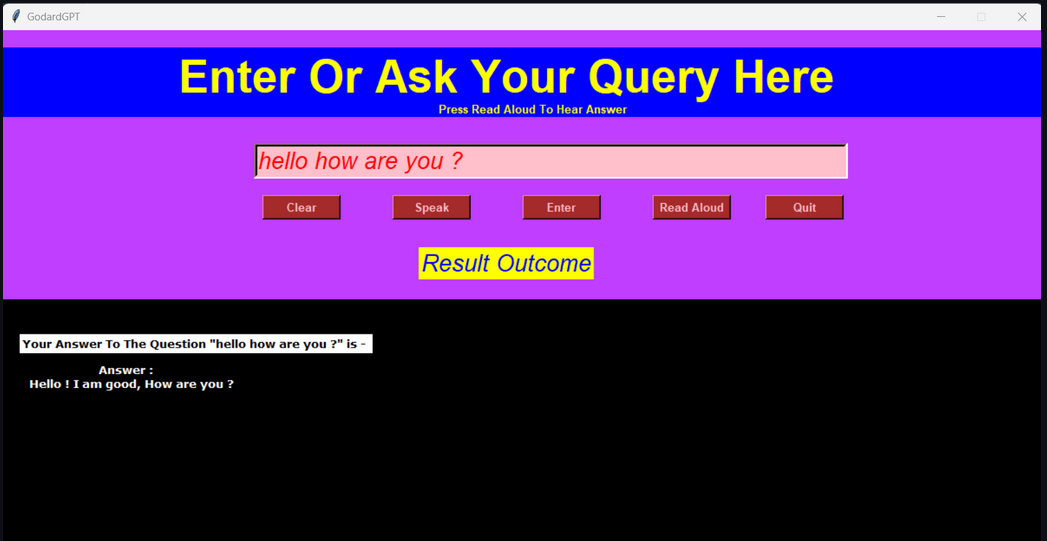 GodardGPT
Enter Or Ask Your Query Here
Press Read Aloud To Hear Answer
hello how are you ?
Clear Speak Enter Read Aloud Quit
Result Outcome
Your Answer To The Question "hello how are you ?" is -
Answer :
Hello ! I am good, How are you ?